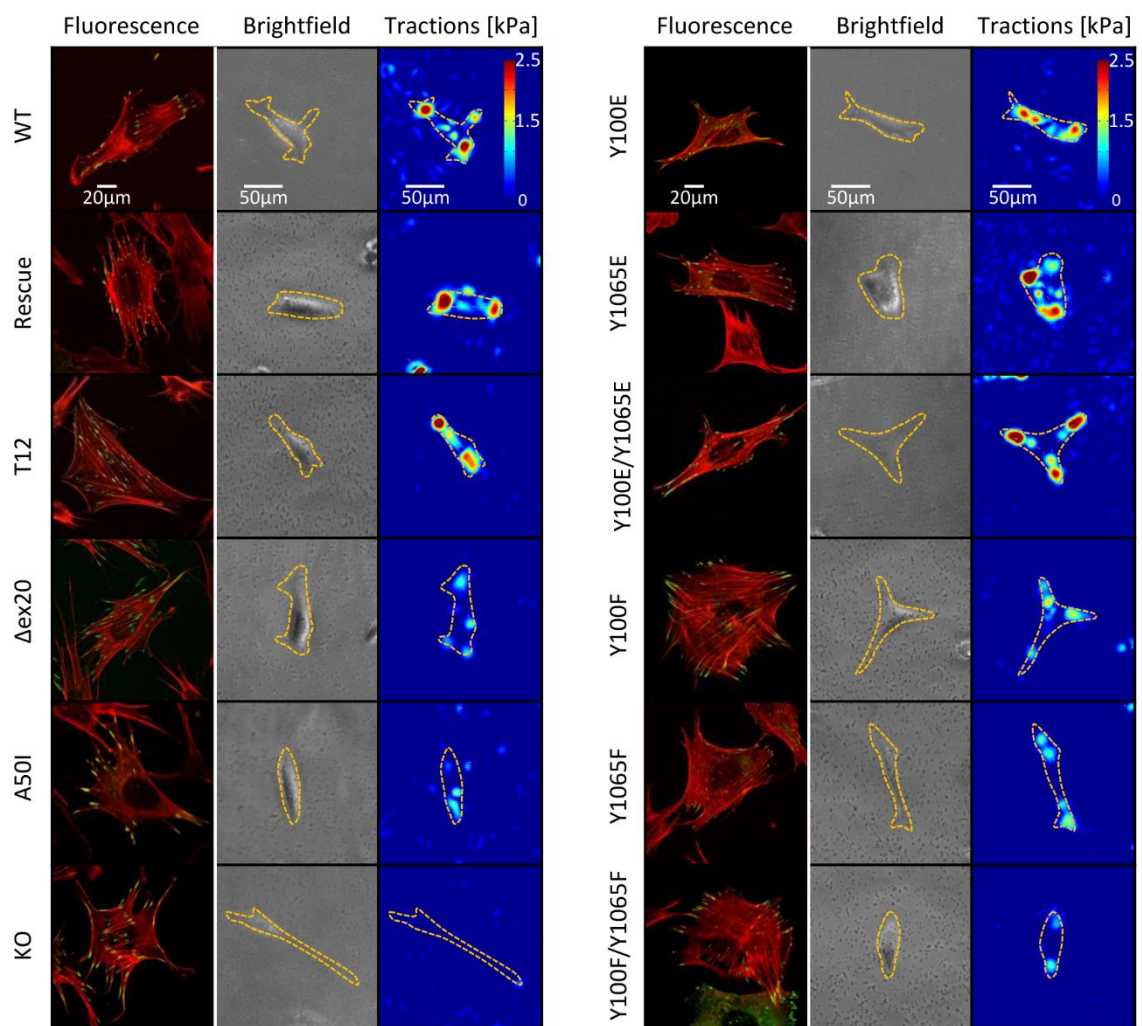 Fluorescence Brightfield Tractions [kPa]
WT
20µm 50µm 50µm
2.5
1.5
0
Rescue
T12
Δex20
A50I
KO
Fluorescence Brightfield Tractions [kPa]
Y100E
20µm 50µm 50µm
2.5
1.5
0
Y1065E
Y100E/Y1065E
Y100F
Y1065F
Y100F/Y1065F